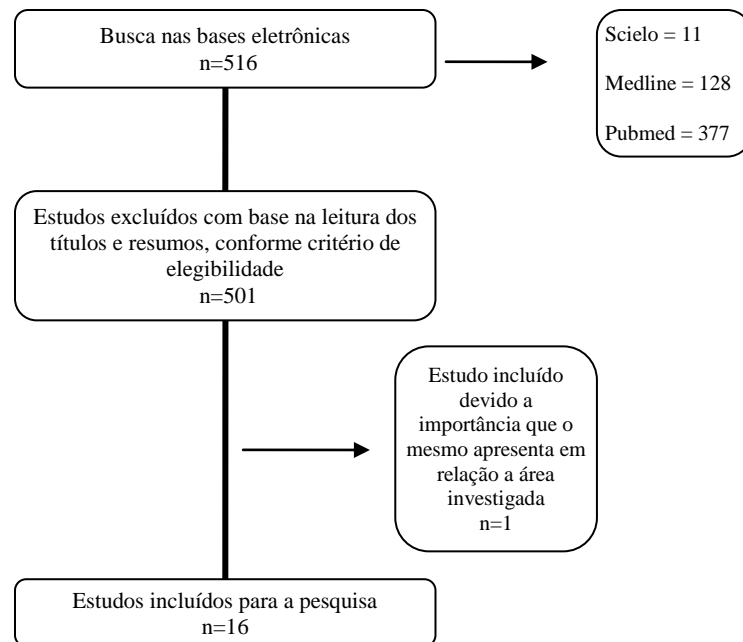 Busca nas bases eletrônicas
n=516
Scielo = 11
Medline = 128
Pubmed = 377
Estudos excluídos com base na leitura dos
títulos e resumos, conforme critério de
elegibilidade
n=501
Estudo incluído
devido a
importância que o
mesmo apresenta em
relação a área
investigada
n=1
Estudos incluídos para a pesquisa
n=16